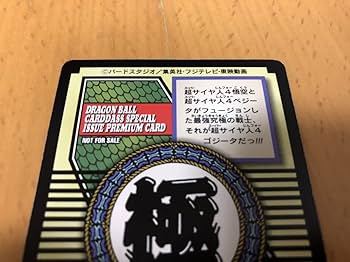 ©バードスタジオ／集英社・フジテレビ・東映動画
DRAGON BALL
CARDDASS SPECIAL
ISSUE PREMIUM CARD
NOT FOR SALE
超サイヤ人4悟空と
超サイヤ人4ベジー
タがフュージョンし
た最強究極の戦士、
それが超サイヤ人4
ゴジータだっ!!!
極